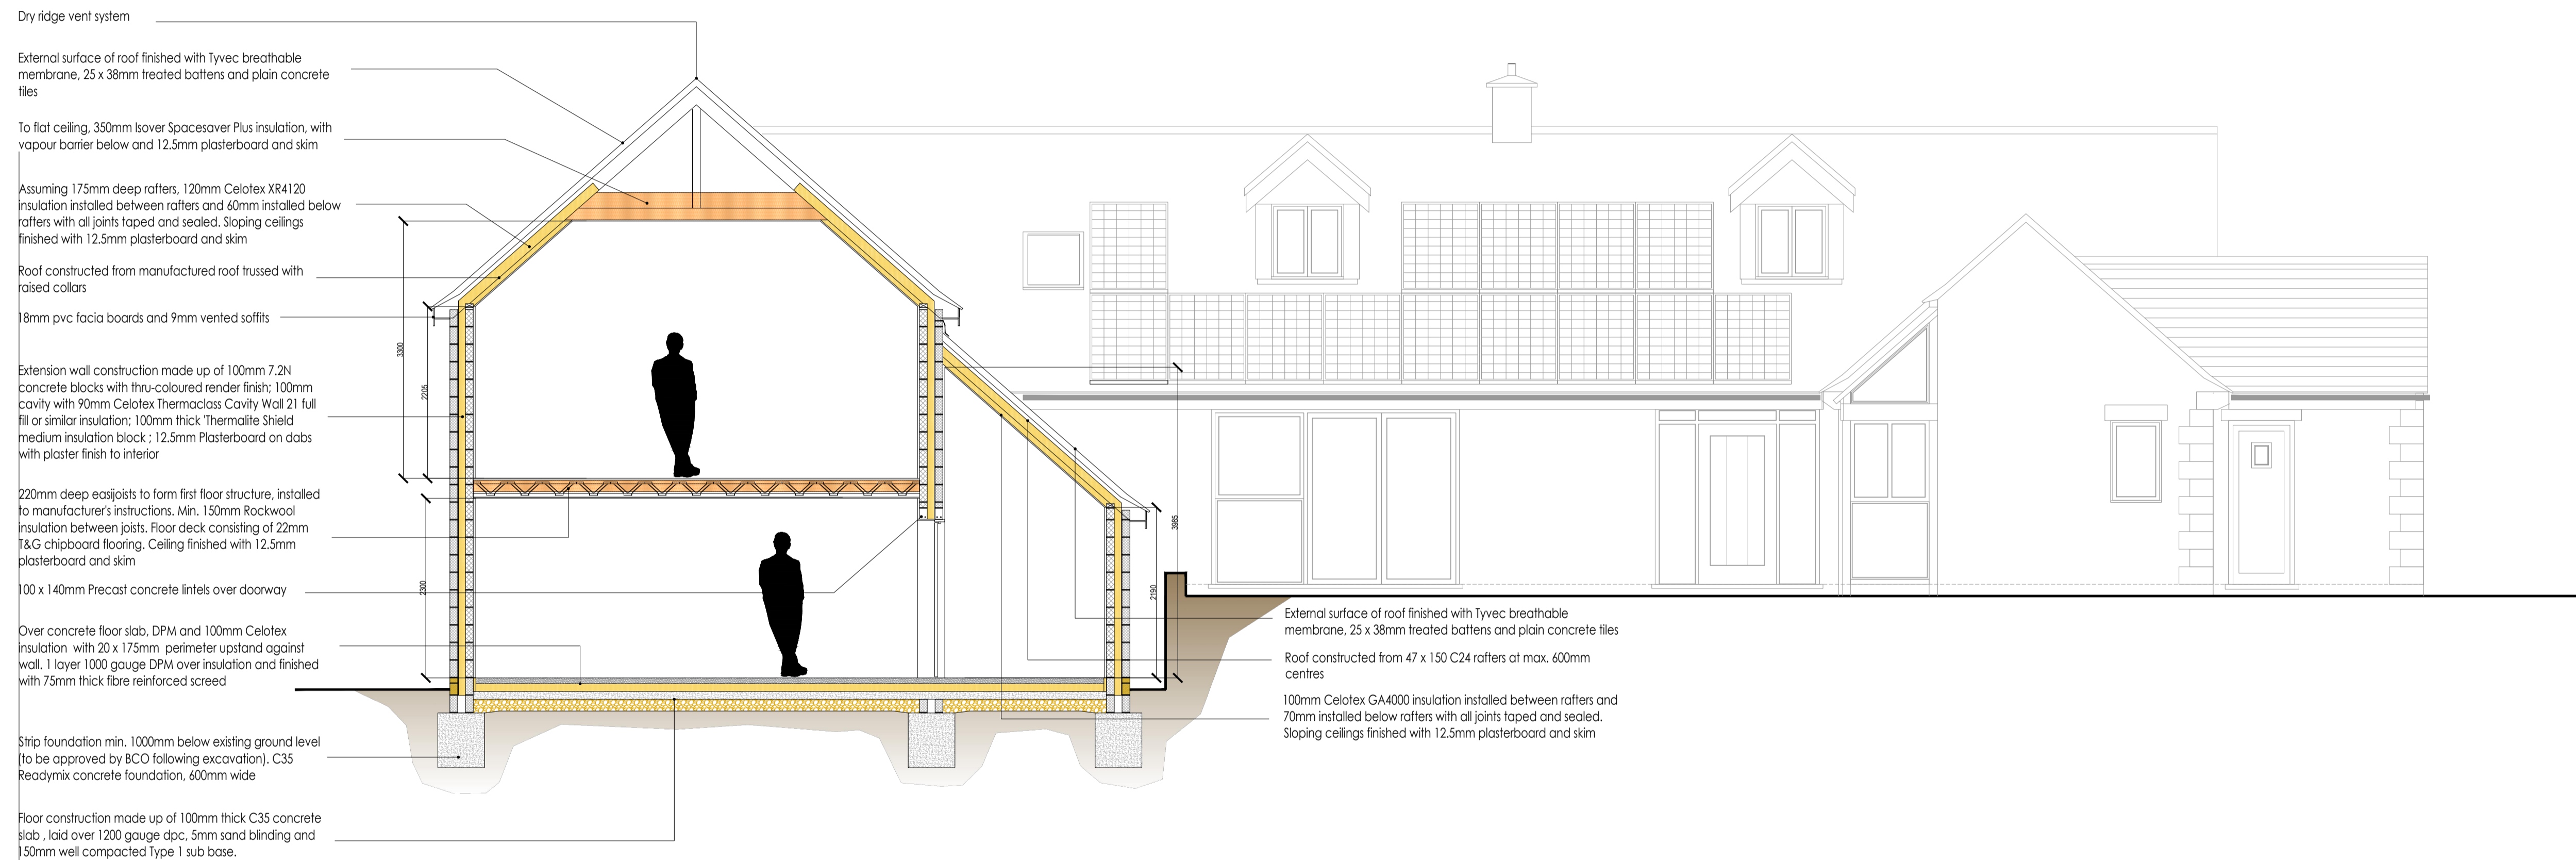 Dry ridge vent system
External surface of roof finished with Tyvec breathable
membrane, 25 x 38mm treated battens and plain concrete
tiles
To flat ceiling, 350mm Isover Spacesaver Plus insulation, with
vapour barrier below and 12.5mm plasterboard and skim
Assuming 175mm deep rafters, 120mm Celotex XR4120
insulation installed between rafters and 60mm installed below
rafters with all joints taped and sealed. Sloping ceilings
finished with 12.5mm plasterboard and skim
Roof constructed from manufactured roof trussed with
raised collars
18mm pvc facia boards and 9mm vented soffits
Extension wall construction made up of 100mm 7.2N
concrete blocks with thru-coloured render finish; 100mm
cavity with 90mm Celotex Thermaclass Cavity Wall 21 full
fill or similar insulation; 100mm thick 'Thermalite Shield
medium insulation block ; 12.5mm Plasterboard on dabs
with plaster finish to interior
220mm deep easijoists to form first floor structure, installed
to manufacturer's instructions. Min. 150mm Rockwool
insulation between joists. Floor deck consisting of 22mm
T&G chipboard flooring. Ceiling finished with 12.5mm
plasterboard and skim
100 x 140mm Precast concrete lintels over doorway
Over concrete floor slab, DPM and 100mm Celotex
insulation with 20 x 175mm perimeter upstand against
wall. 1 layer 1000 gauge DPM over insulation and finished
with 75mm thick fibre reinforced screed
Strip foundation min. 1000mm below existing ground level
(to be approved by BCO following excavation). C35
Readymix concrete foundation, 600mm wide
Floor construction made up of 100mm thick C35 concrete
slab , laid over 1200 gauge dpc, 5mm sand blinding and
150mm well compacted Type 1 sub base.
3300
2205
2300
2190
3985
External surface of roof finished with Tyvec breathable
membrane, 25 x 38mm treated battens and plain concrete tiles
Roof constructed from 47 x 150 C24 rafters at max. 600mm
centres
100mm Celotex GA4000 insulation installed between rafters and
70mm installed below rafters with all joints taped and sealed.
Sloping ceilings finished with 12.5mm plasterboard and skim